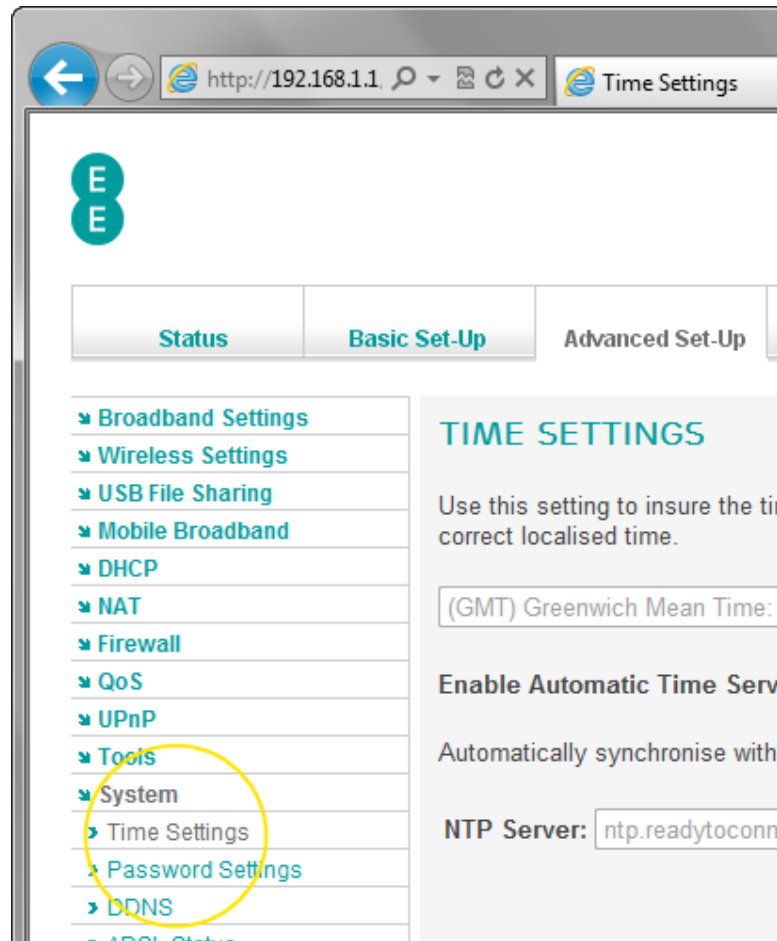 http://192.168.1.1
Time Settings
E
E
Status
Basic Set-Up
Advanced Set-Up
Broadband Settings
Wireless Settings
USB File Sharing
Mobile Broadband
DHCP
NAT
Firewall
QoS
UPnP
Tools
System
Time Settings
Password Settings
DDNS
ADSL Status
TIME SETTINGS
Use this setting to insure the
correct localised time.
(GMT) Greenwich Mean Time:
Enable Automatic Time
Automatically synchronise with
NTP Server: ntp.readytoconn